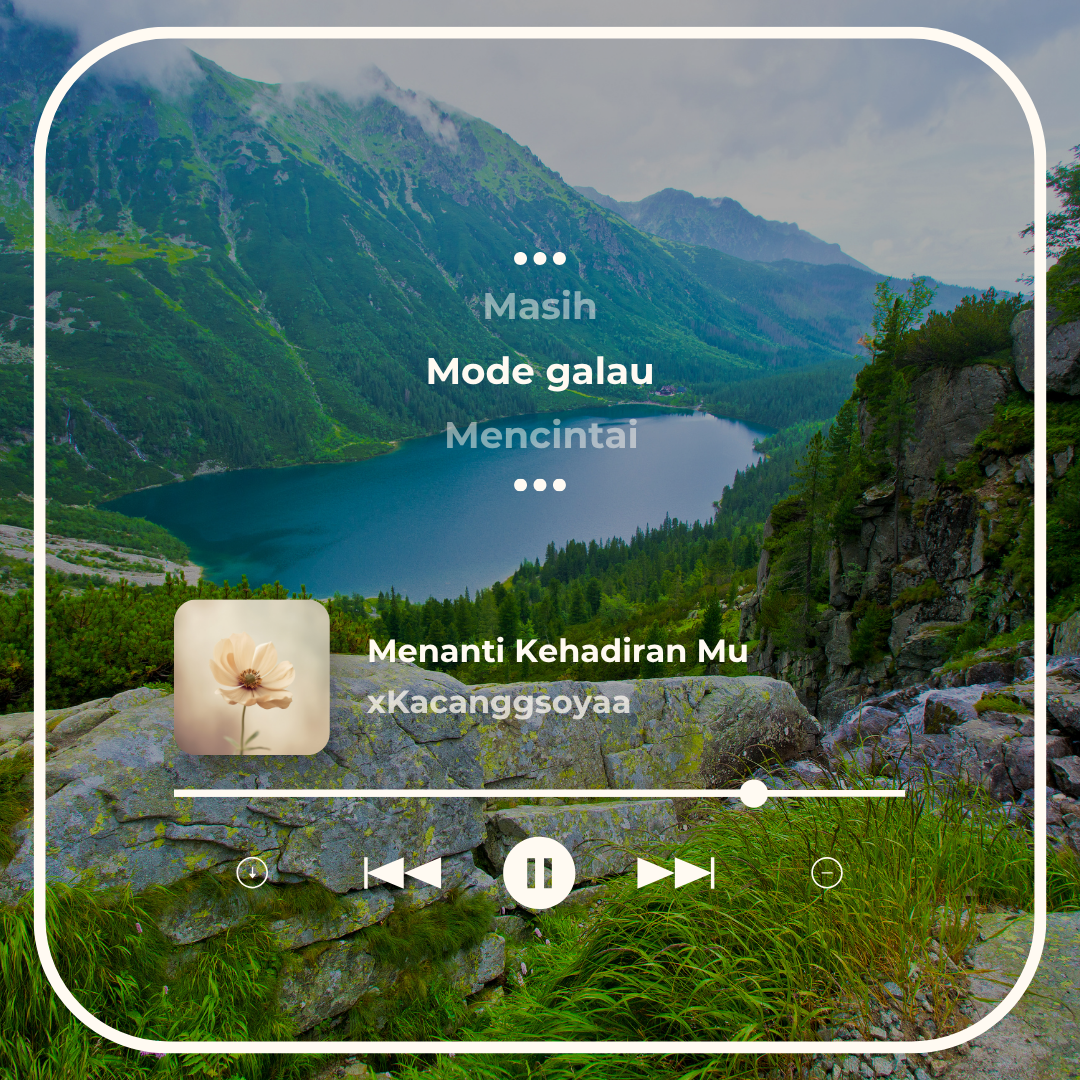 Masih
Mode galau
Mencintai
Menanti Kehadiran Mu
xKacanggsoyaa